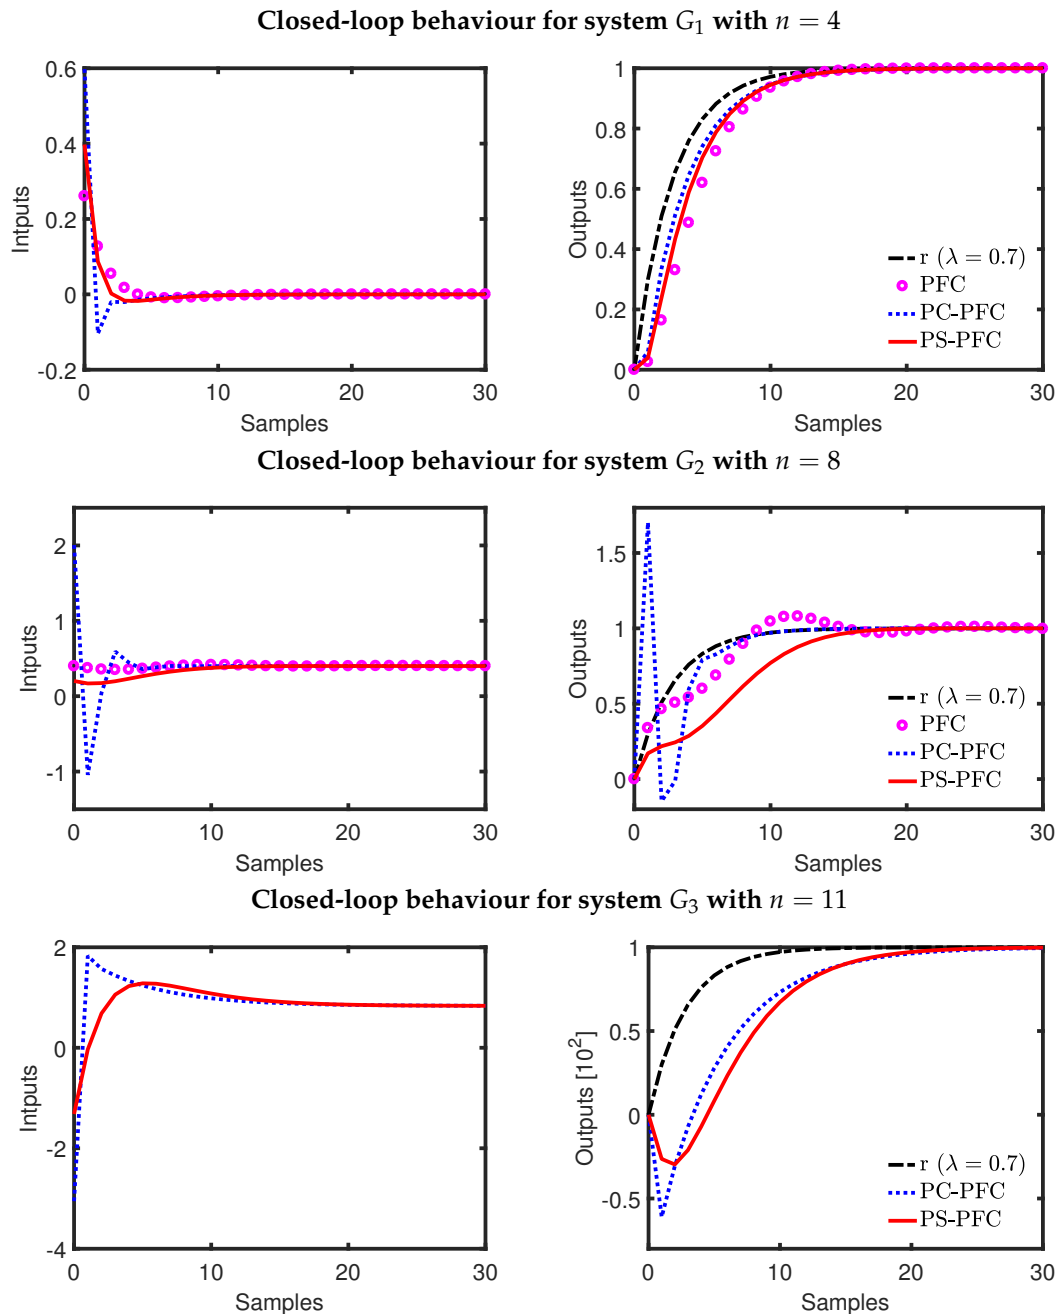 Closed-loop behaviour for system G₁ with n = 4
0.6
0.4
0.2
0
-0.2
0
10
20
30
Intputs
Samples
1
0.8
0.6
0.4
0.2
0
0
10
20
30
Outputs
Samples
r (λ = 0.7)
PFC
PC-PFC
PS-PFC
Closed-loop behaviour for system G₂ with n = 8
2
1
0
-1
0
10
20
30
Intputs
Samples
1.5
1
0.5
0
0
10
20
30
Outputs
Samples
r (λ = 0.7)
PFC
PC-PFC
PS-PFC
Closed-loop behaviour for system G₃ with n = 11
2
0
-2
-4
0
10
20
30
Intputs
Samples
1
0.5
0
-0.5
0
10
20
30
Outputs [10²]
Samples
r (λ = 0.7)
PC-PFC
PS-PFC